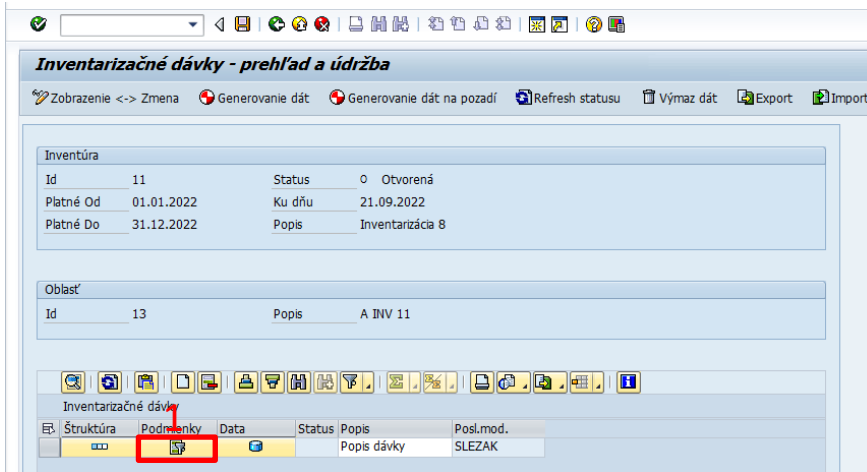 Inventarizačné dávky - prehľad a údržba
Zobrazenie <-> Zmena Generovanie dát Generovanie dát na pozadí Refresh statusu Výmaz dát Export Import
Inventúra
Id 11 Status O Otvorená
Platné Od 01.01.2022 Ku dňu 21.09.2022
Platné Do 31.12.2022 Popis Inventarizácia 8
Oblasť
Id 13 Popis A INV 11
Inventarizačné dávky
1
Štruktúra Podmienky Data Status Popis Posl.mod.
Popis dávky SLEZAK